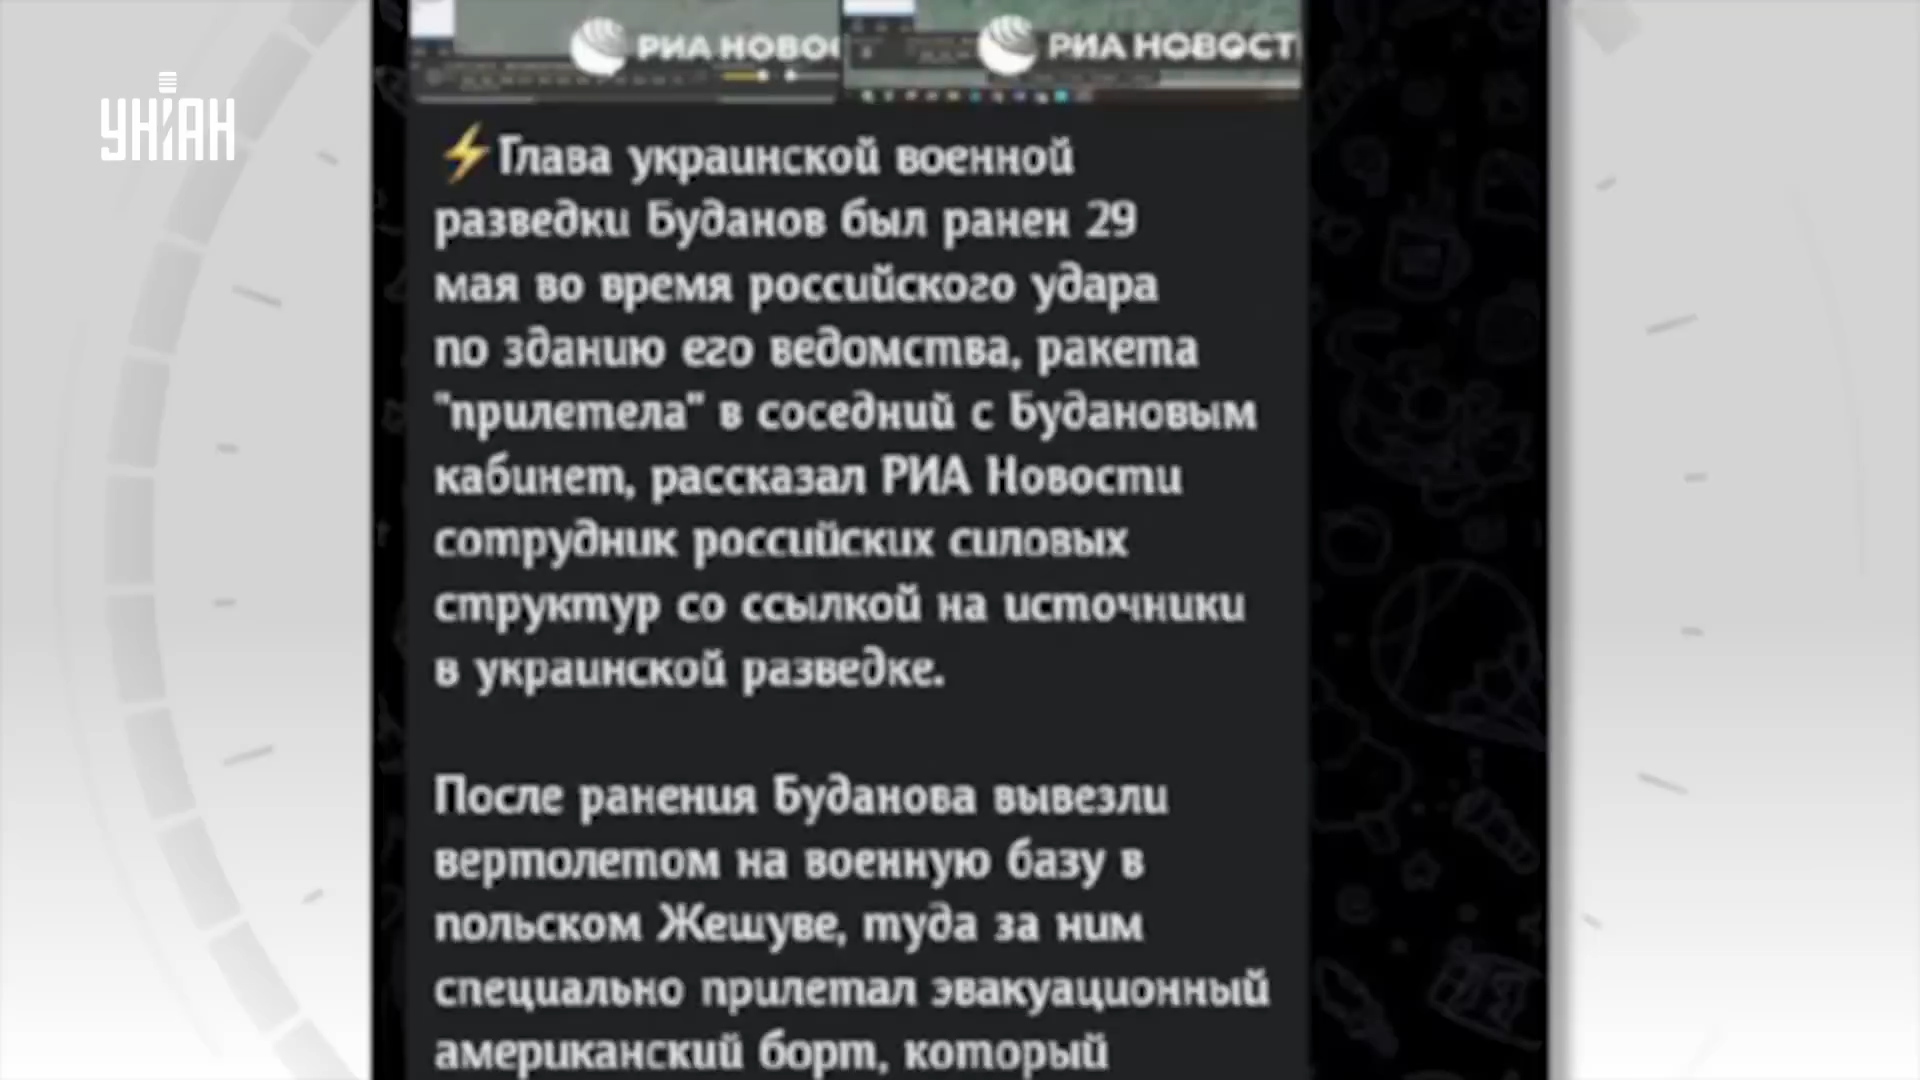 РИА НОВОС
РИА НОВОСТ
УНІАН
⚡Глава украинской военной
разведки Буданов был ранен 29
мая во время российского удара
по зданию его ведомства, ракета
"прилетела" в соседний с Будановым
кабинет, рассказал РИА Новости
сотрудник российских силовых
структур со ссылкой на источники
в украинской разведке.
После ранения Буданова вывезли
вертолетом на военную базу в
польском Жешуве, туда за ним
специально прилетал эвакуационный
американский борт, который